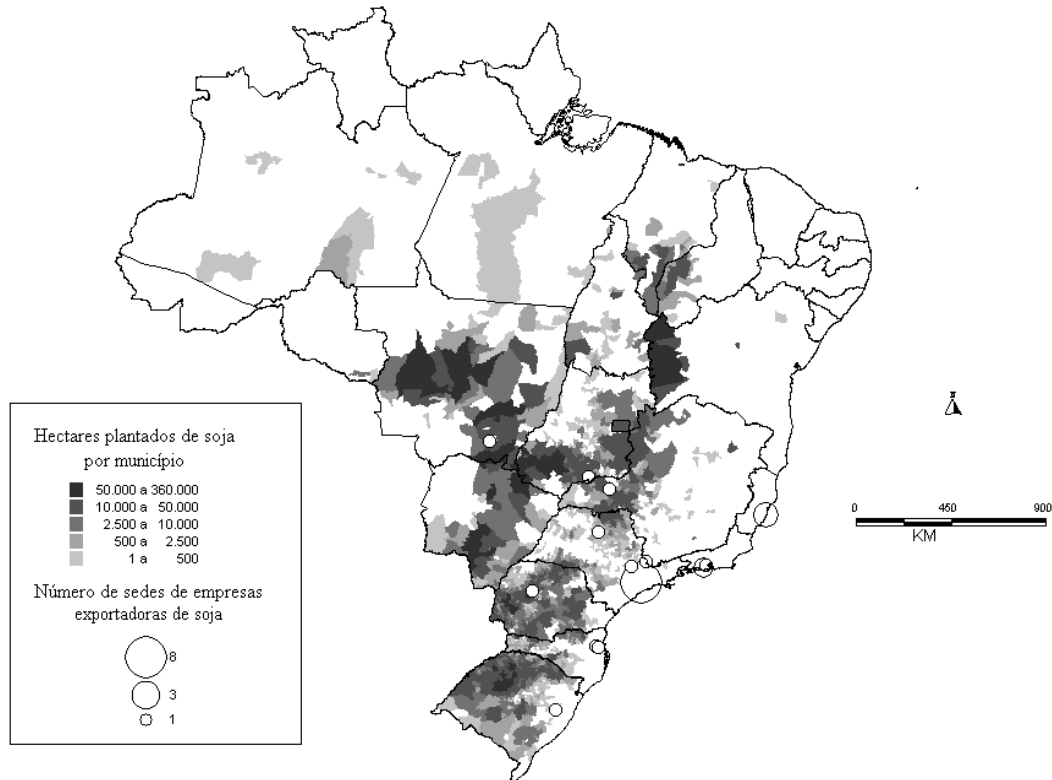 Hectares plantados de soja
por município
50.000 a 360.000
10.000 a 50.000
2.500 a 10.000
500 a 2.500
1 a 500
Número de sedes de empresas
exportadoras de soja
8
3
1
N
0 450 900
KM